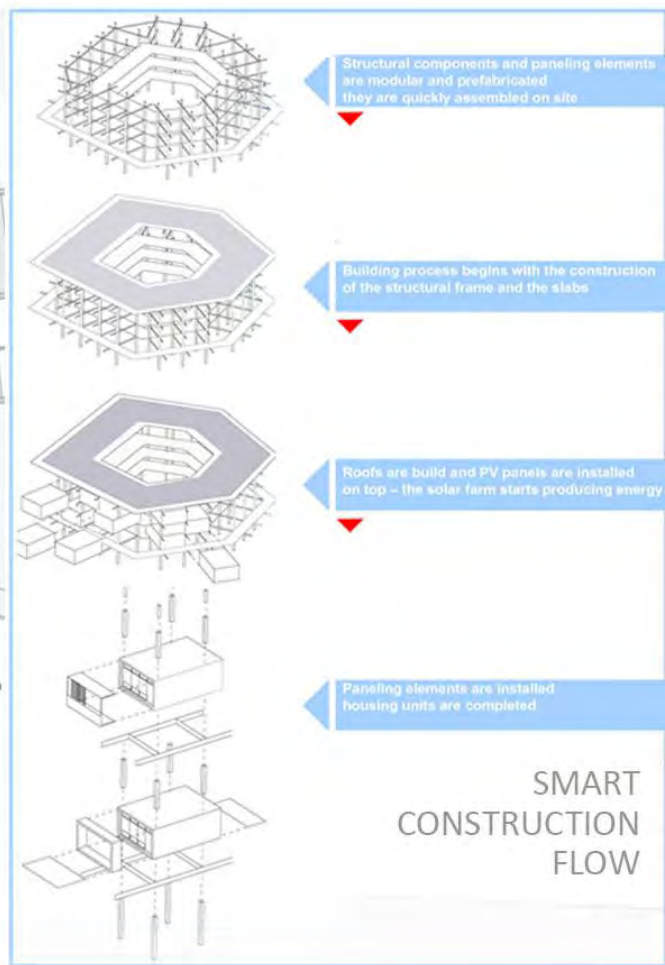 Structural components and paneling elements
are modular and prefabricated
they are quickly assembled on site
Building process begins with the construction
of the structural frame and the slabs
Roofs are build and PV panels are installed
on top – the solar farm starts producing energy
Paneling elements are installed
housing units are completed
SMART
CONSTRUCTION
FLOW